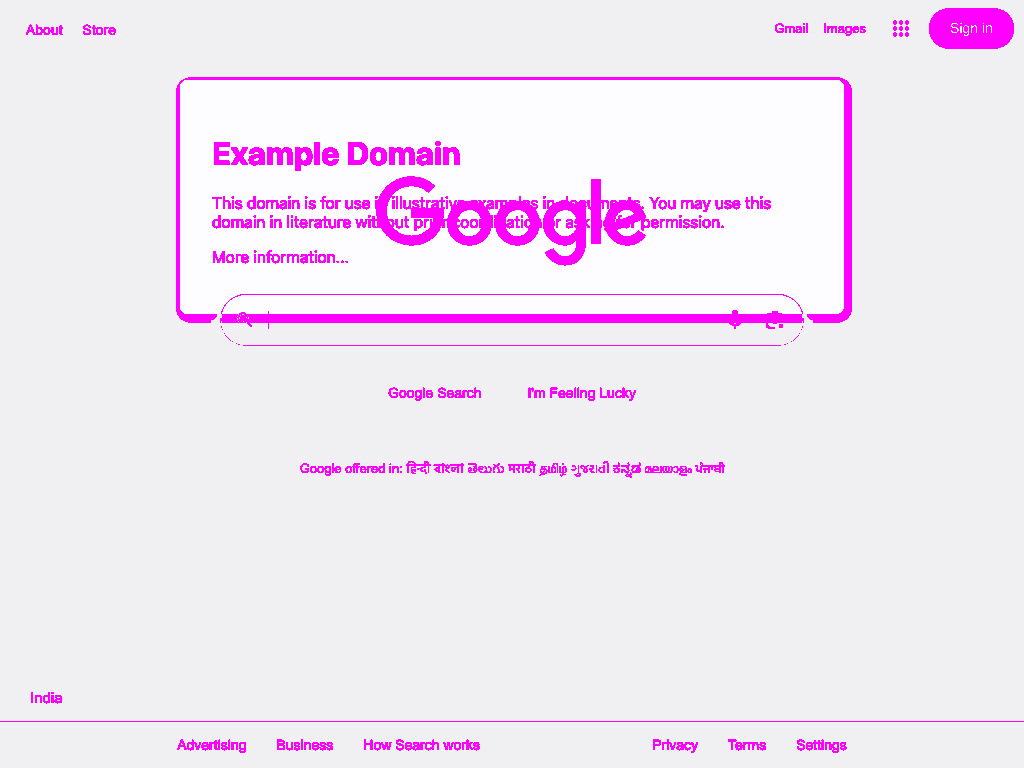 About Store
Gmail Images
Sign in
Example Domain
Google
This domain is for use in illustrative examples in documents. You may use this
domain in literature without prior coordination or asking for permission.
More information...
Google Search
I'm Feeling Lucky
Google offered in: हिन्दी বাংলা తెలుగు मराठी தமிழ் ગુજરાતી ಕನ್ನಡ മലയാളം ਪੰਜਾਬੀ
India
Advertising Business How Search works
Privacy Terms Settings